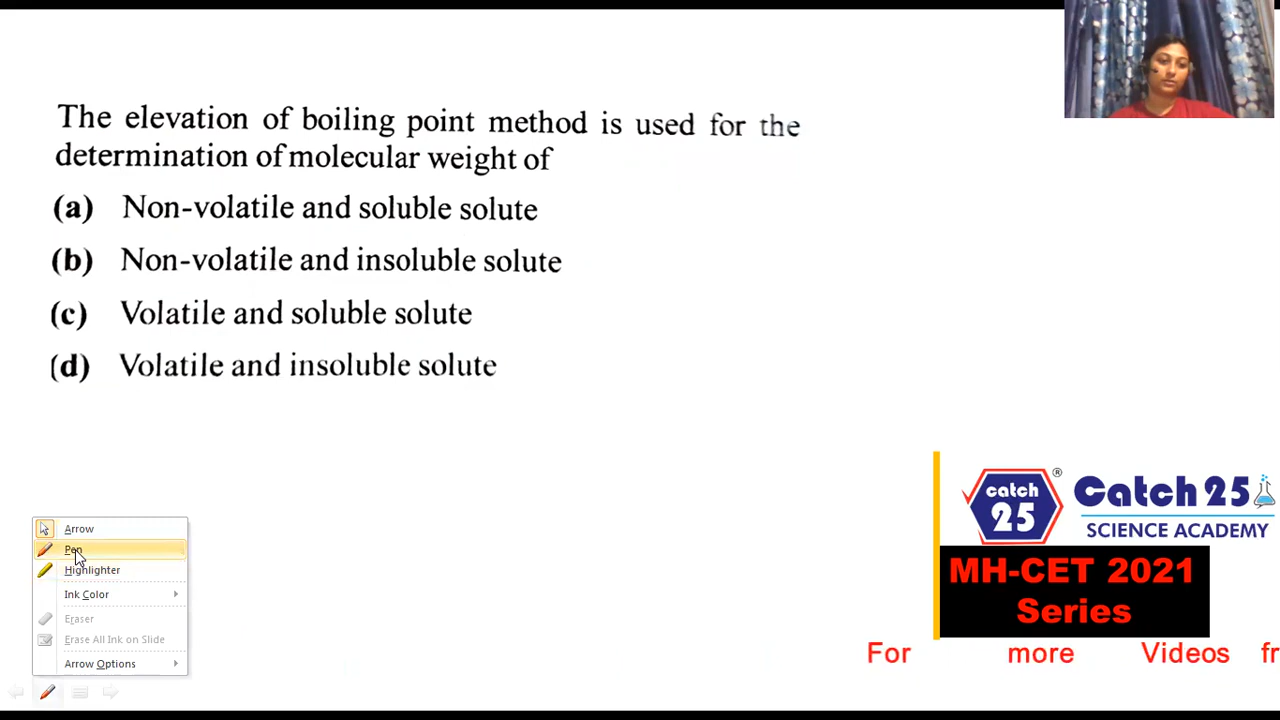 The elevation of boiling point method is used for the
determination of molecular weight of
(a) Non-volatile and soluble solute
(b) Non-volatile and insoluble solute
(c) Volatile and soluble solute
(d) Volatile and insoluble solute
catch
25
®
Catch 25
SCIENCE ACADEMY
MH-CET 2021
Series
For more Videos fr
Arrow
Pen
Highlighter
Ink Color
Eraser
Erase All Ink on Slide
Arrow Options